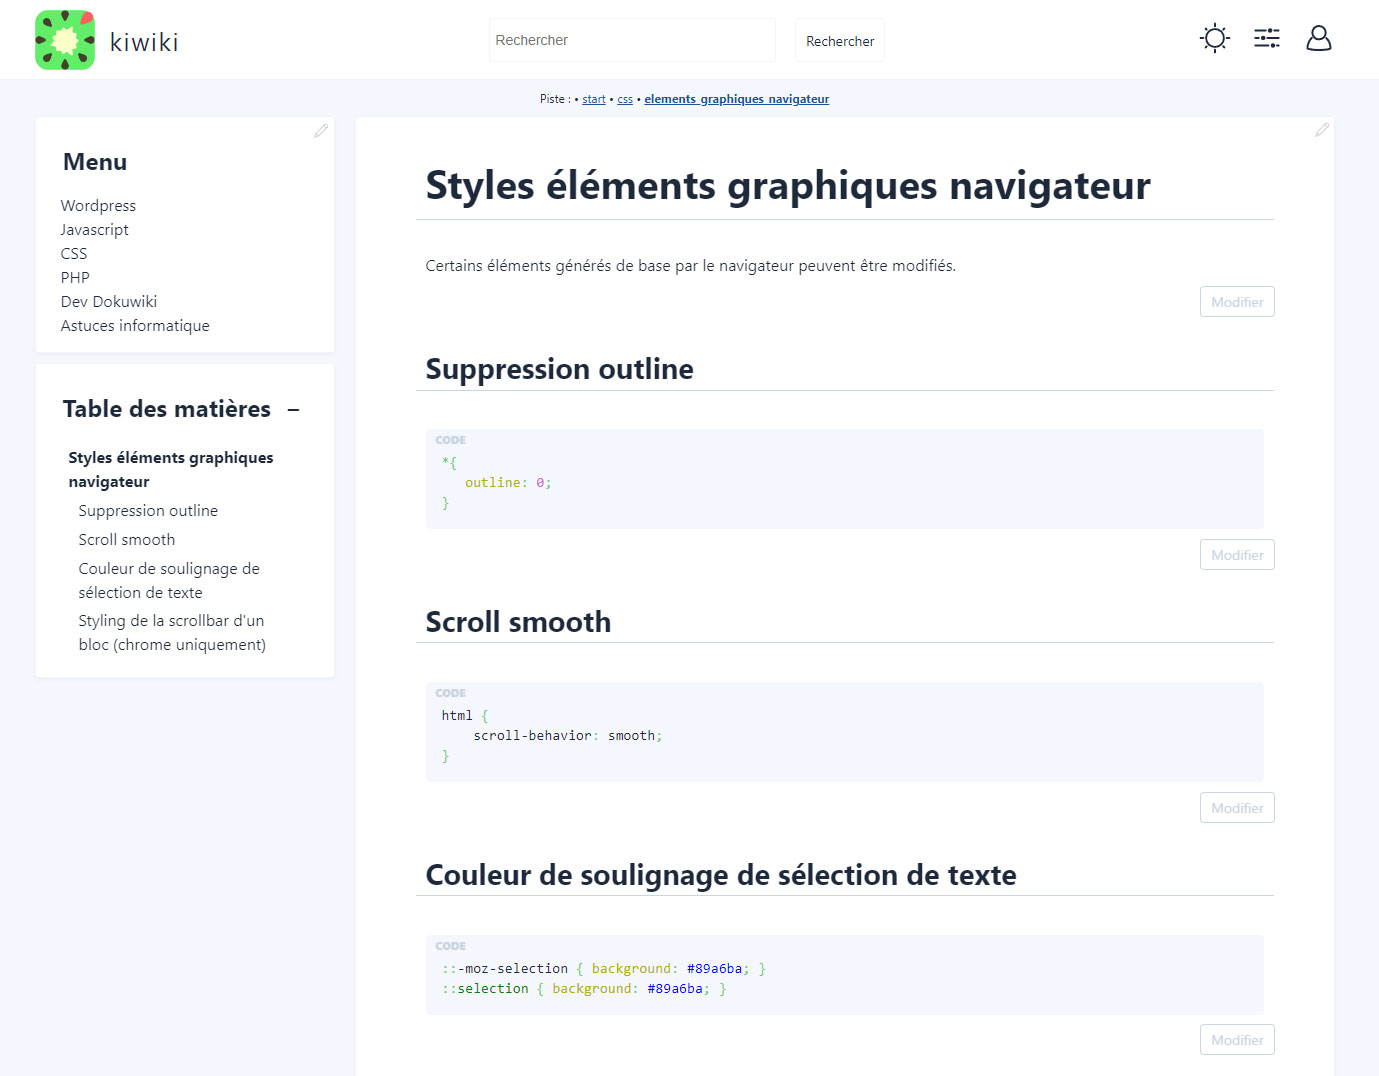 kiwiki
Rechercher
Rechercher
Piste : • start • css • elements_graphiques_navigateur
Menu
Wordpress
Javascript
CSS
PHP
Dev Dokuwiki
Astuces informatique
Table des matières −
Styles éléments graphiques
navigateur
Suppression outline
Scroll smooth
Couleur de soulignage de
sélection de texte
Styling de la scrollbar d'un
bloc (chrome uniquement)
Styles éléments graphiques navigateur
Certains éléments générés de base par le navigateur peuvent être modifiés.
Modifier
Suppression outline
CODE
*{
outline: 0;
}
Modifier
Scroll smooth
CODE
html {
scroll-behavior: smooth;
}
Modifier
Couleur de soulignage de sélection de texte
CODE
::-moz-selection { background: #89a6ba; }
::selection { background: #89a6ba; }
Modifier